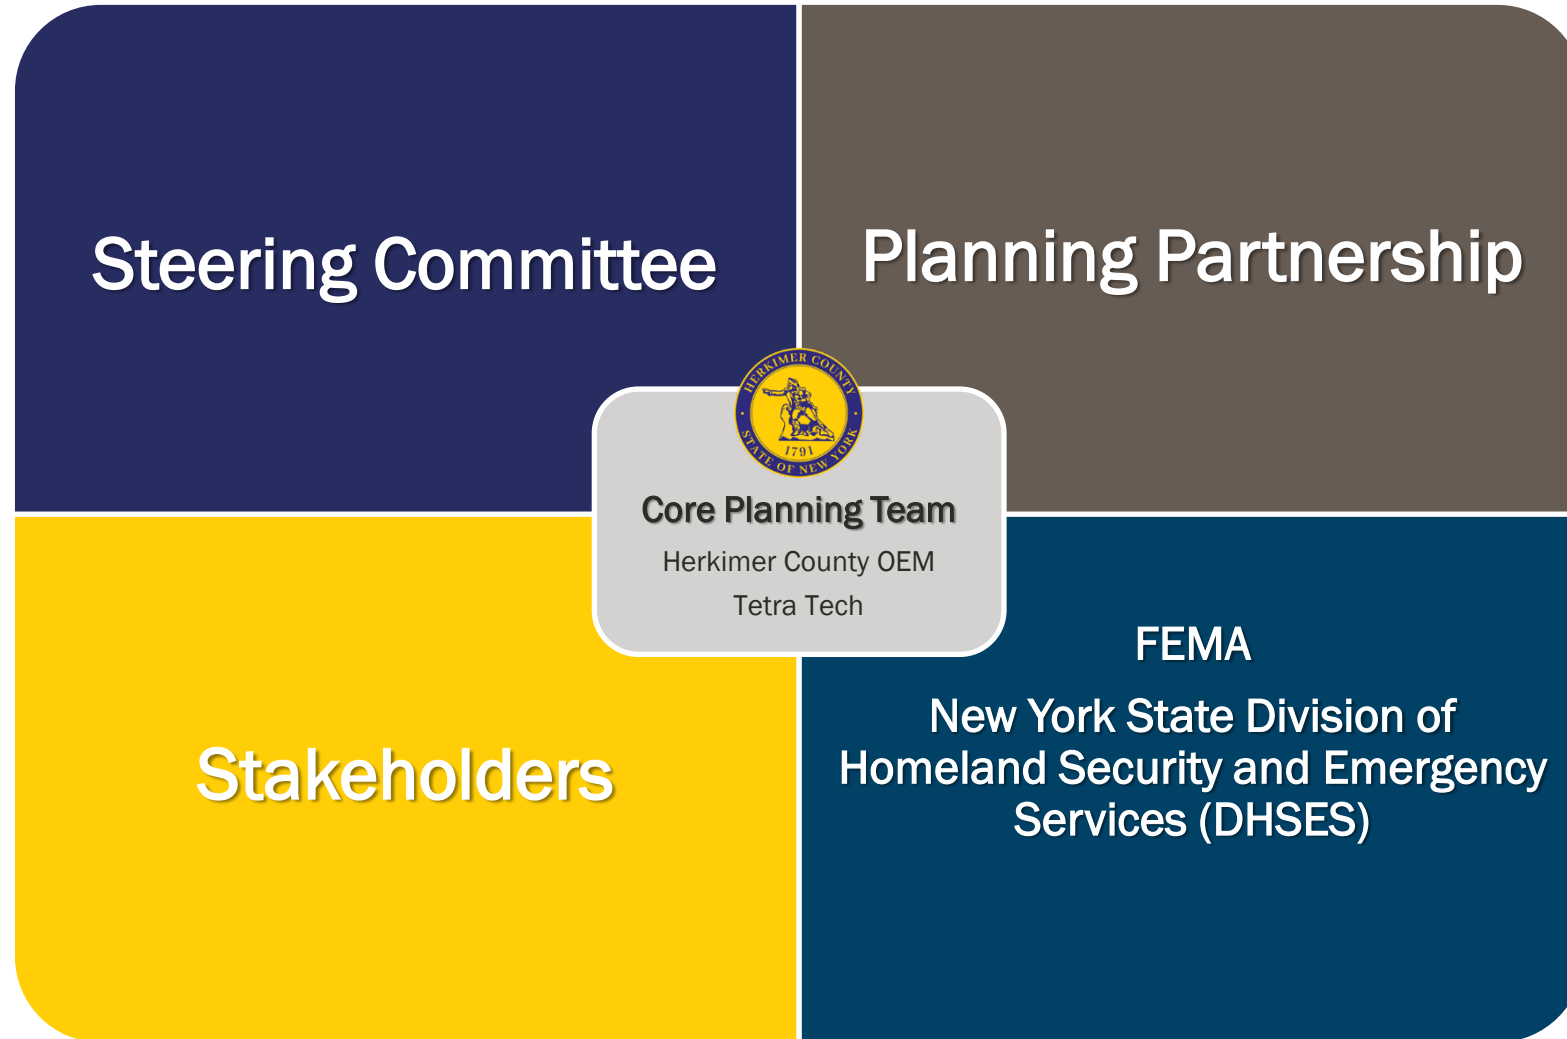 Steering Committee
Planning Partnership
HERKIMER COUNTY
1791
STATE OF NEW YORK
Core Planning Team
Herkimer County OEM
Tetra Tech
Stakeholders
FEMA
New York State Division of
Homeland Security and Emergency
Services (DHSES)